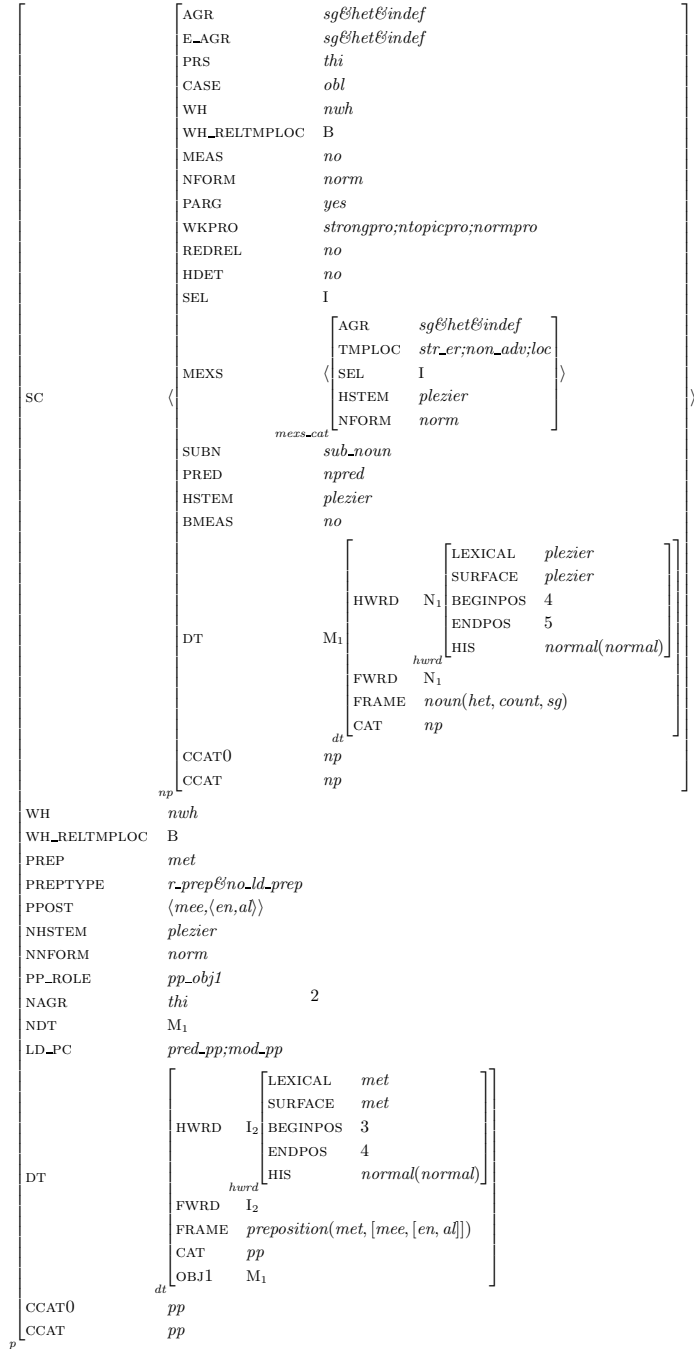 AGR sg&het&indef
E_AGR sg&het&indef
PRS thi
CASE obl
WH nwh
WH_RELTMPLOC B
MEAS no
NFORM norm
PARG yes
WKPRO strongpro;ntopicpro;normpro
REDREL no
HDET no
SEL I
AGR sg&het&indef
TMPLOC str_er;non_adv;loc
MEXS ⟨ SEL I ⟩
HSTEM plezier
SC ⟨ ⟩
NFORM norm
mexs_cat
SUBN sub_noun
PRED npred
HSTEM plezier
BMEAS no
LEXICAL plezier
SURFACE plezier
HWRD N₁ BEGINPOS 4
ENDPOS 5
DT M₁ HIS normal(normal)
hwrd
FWRD N₁
FRAME noun(het, count, sg)
CAT np
dt
CCAT0 np
CCAT np
np
WH nwh
WH_RELTMPLOC B
PREP met
PREPTYPE r_prep&no_ld_prep
PPOST ⟨mee,⟨en,al⟩⟩
NHSTEM plezier
NNFORM norm
PP_ROLE pp_obj1
NAGR thi 2
NDT M₁
LD_PC pred_pp;mod_pp
LEXICAL met
SURFACE met
HWRD I₂ BEGINPOS 3
ENDPOS 4
DT HIS normal(normal)
hwrd
FWRD I₂
FRAME preposition(met, [mee, [en, al]])
CAT pp
OBJ1 M₁
dt
CCAT0 pp
CCAT pp
p